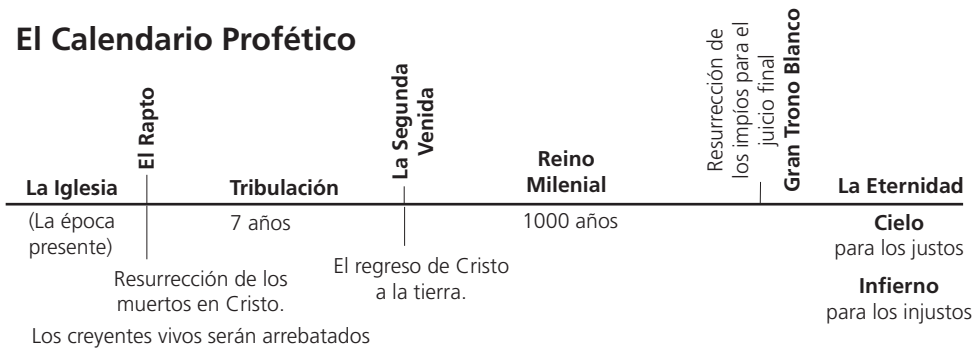 El Calendario Profético
El Rapto
La Segunda
Venida
Resurrección de
los impíos para el
juicio final
Gran Trono Blanco
La Iglesia
Tribulación
Reino
Milenial
La Eternidad
(La época
presente)
7 años
1000 años
Cielo
para los justos
Resurrección de los
muertos en Cristo.
El regreso de Cristo
a la tierra.
Infierno
para los injustos
Los creyentes vivos serán arrebatados